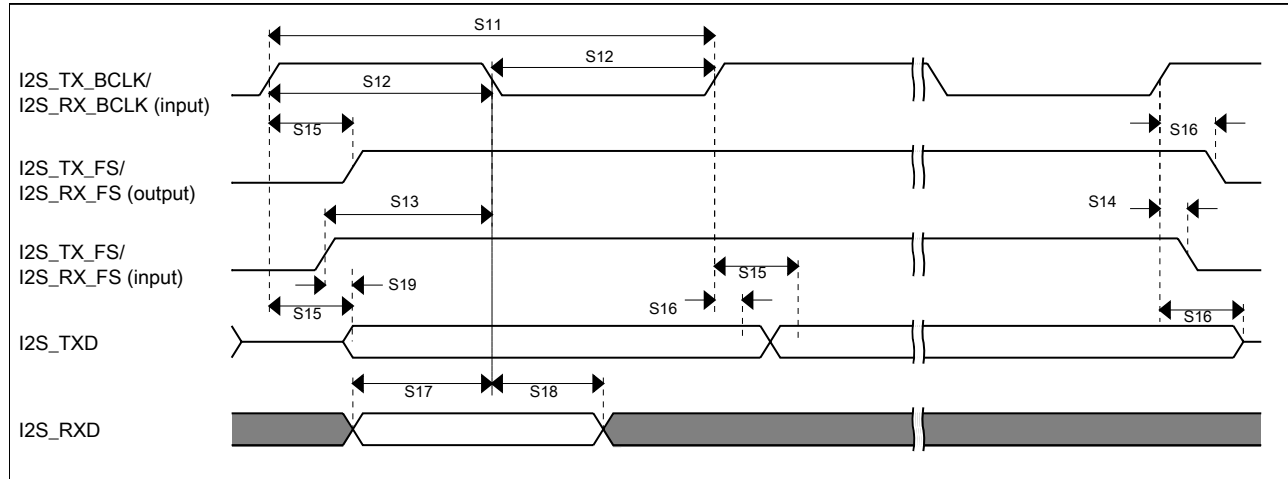 S11
S12
S12
I2S_TX_BCLK/
I2S_RX_BCLK (input)
S15
S16
I2S_TX_FS/
I2S_RX_FS (output)
S13
S14
I2S_TX_FS/
I2S_RX_FS (input)
S15
S19
S15
S16
S16
I2S_TXD
S17
S18
I2S_RXD